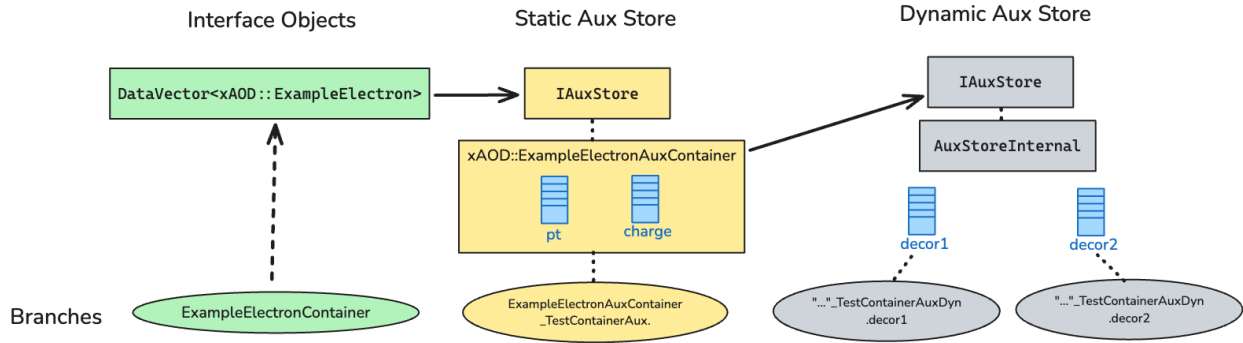 Interface Objects
Static Aux Store
Dynamic Aux Store
DataVector<xAOD::ExampleElectron>
IAuxStore
IAuxStore
AuxStoreInternal
xAOD::ExampleElectronAuxContainer
pt
charge
decor1
decor2
Branches
ExampleElectronContainer
ExampleElectronAuxContainer
_TestContainerAux.
"..."_TestContainerAuxDyn
.decor1
"..."_TestContainerAuxDyn
.decor2